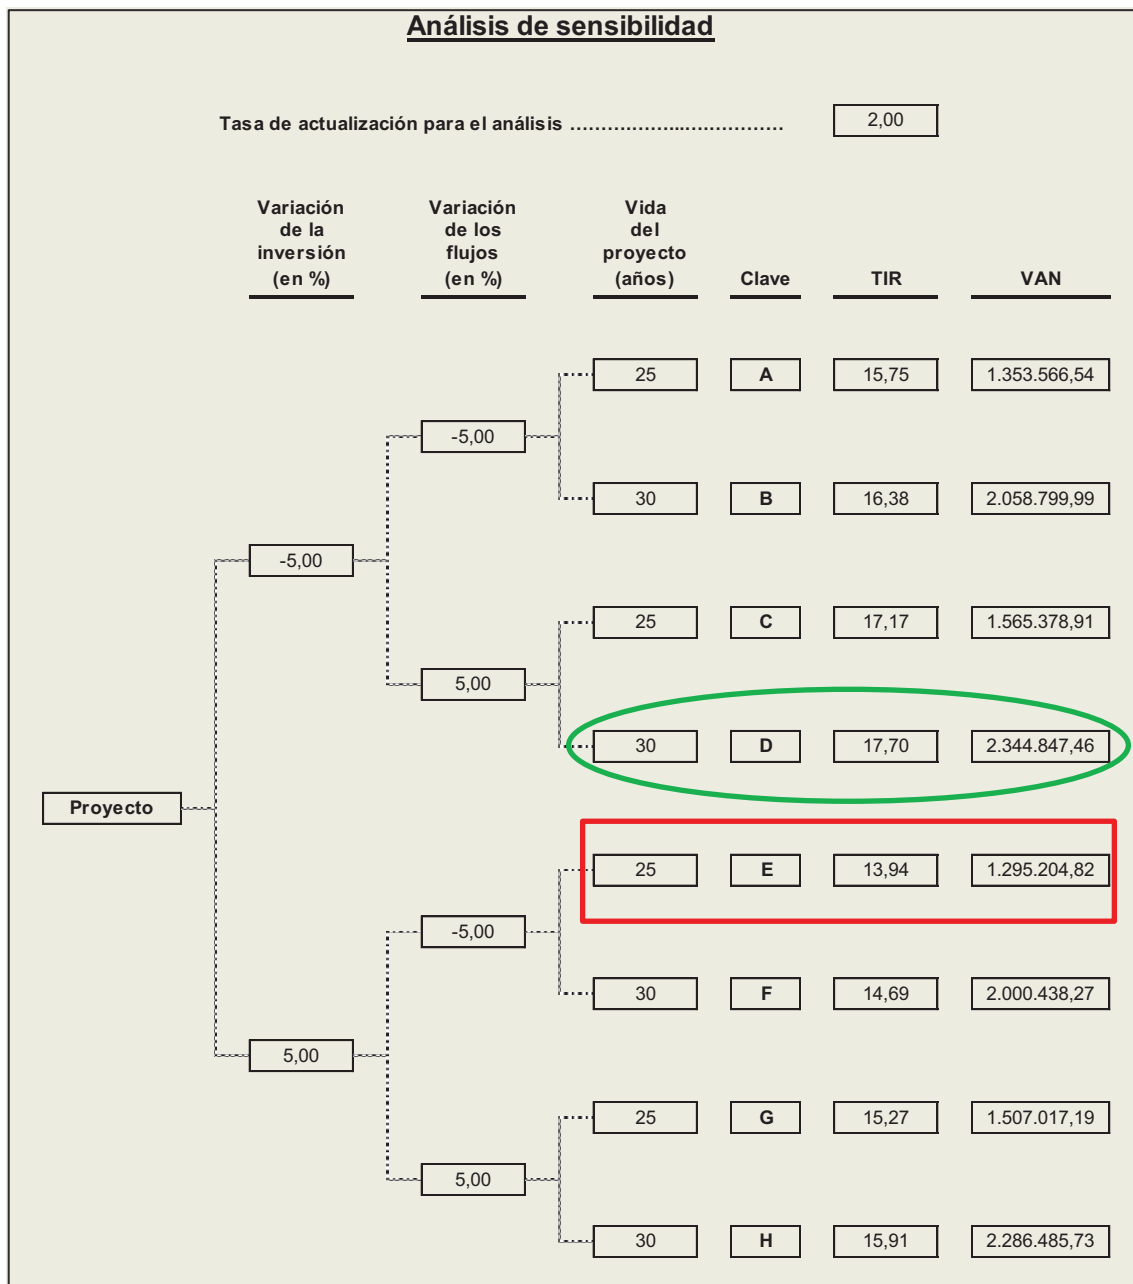 Análisis de sensibilidad
Tasa de actualización para el análisis ................................... 2,00
Variación Variación Vida
de la de los del
inversión flujos proyecto
(en %) (en %) (años) Clave TIR VAN
25 A 15,75 1.353.566,54
-5,00
30 B 16,38 2.058.799,99
-5,00
25 C 17,17 1.565.378,91
5,00
30 D 17,70 2.344.847,46
Proyecto
25 E 13,94 1.295.204,82
-5,00
30 F 14,69 2.000.438,27
5,00
25 G 15,27 1.507.017,19
5,00
30 H 15,91 2.286.485,73